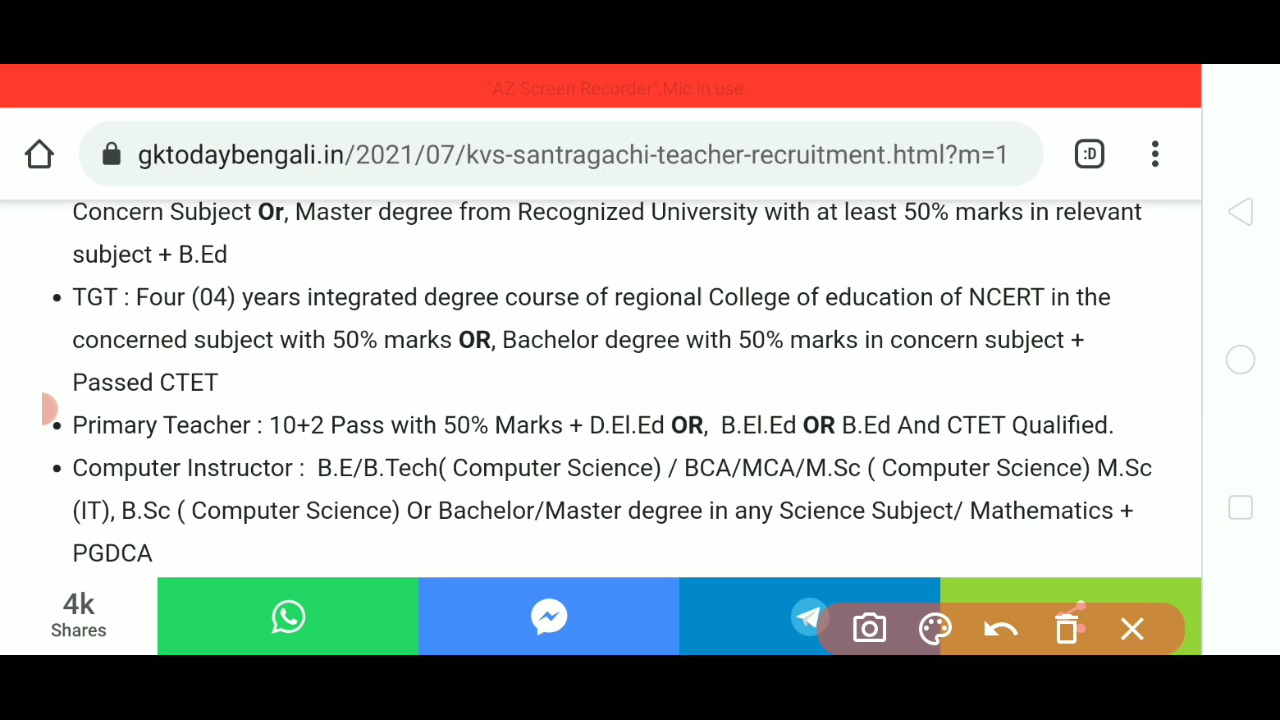 "AZ Screen Recorder",Mic in use
gktodaybengali.in/2021/07/kvs-santragachi-teacher-recruitment.html?m=1
:D
Concern Subject Or, Master degree from Recognized University with at least 50% marks in relevant
subject + B.Ed
• TGT : Four (04) years integrated degree course of regional College of education of NCERT in the
concerned subject with 50% marks OR, Bachelor degree with 50% marks in concern subject +
Passed CTET
• Primary Teacher : 10+2 Pass with 50% Marks + D.El.Ed OR, B.El.Ed OR B.Ed And CTET Qualified.
• Computer Instructor : B.E/B.Tech( Computer Science) / BCA/MCA/M.Sc ( Computer Science) M.Sc
(IT), B.Sc ( Computer Science) Or Bachelor/Master degree in any Science Subject/ Mathematics +
PGDCA
4k
Shares